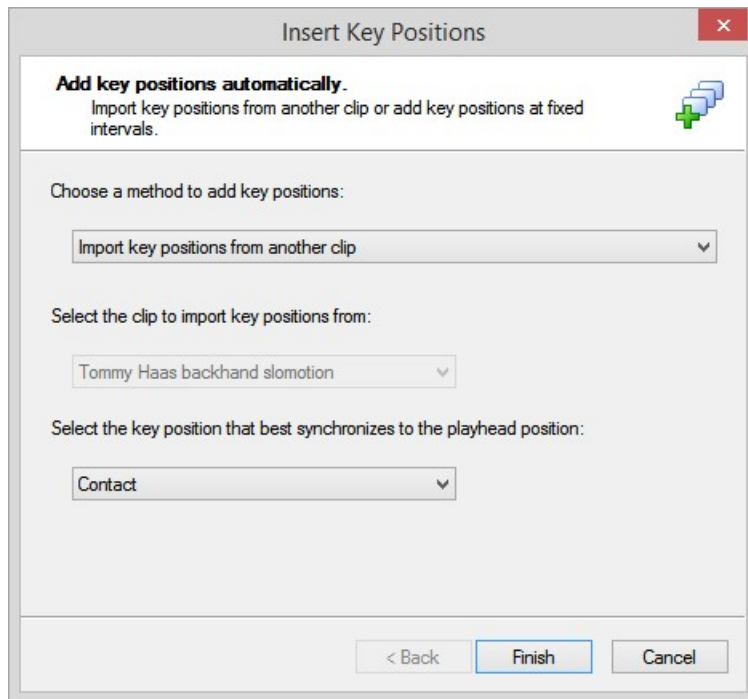 Insert Key Positions
Add key positions automatically.
Import key positions from another clip or add key positions at fixed
intervals.
Choose a method to add key positions:
Import key positions from another clip
Select the clip to import key positions from:
Tommy Haas backhand slomotion
Select the key position that best synchronizes to the playhead position:
Contact
< Back Finish Cancel